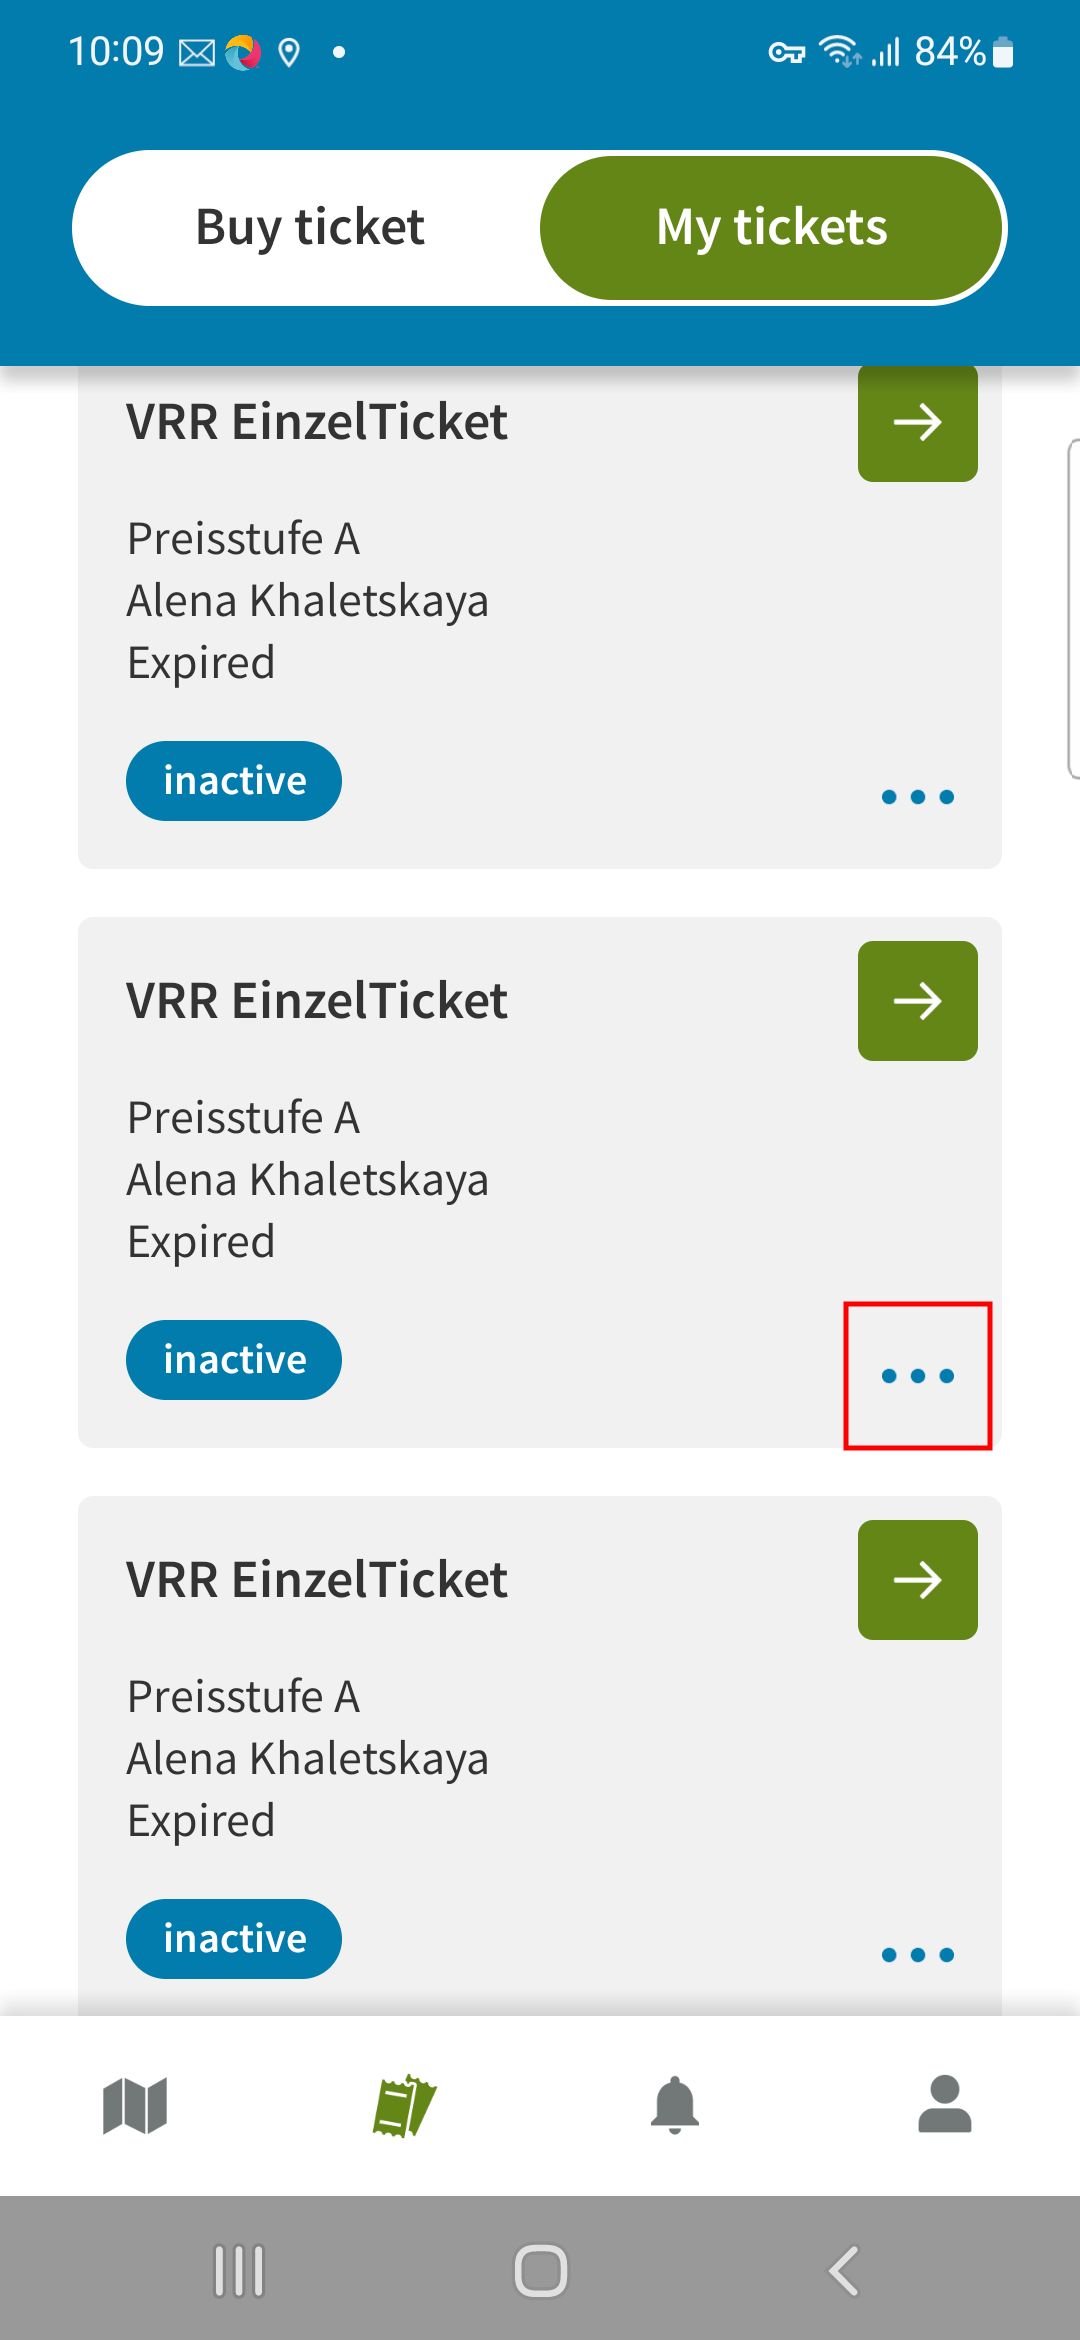 10:09 84%
Buy ticket My tickets
VRR EinzelTicket
Preisstufe A
Alena Khaletskaya
Expired
inactive
VRR EinzelTicket
Preisstufe A
Alena Khaletskaya
Expired
inactive
VRR EinzelTicket
Preisstufe A
Alena Khaletskaya
Expired
inactive